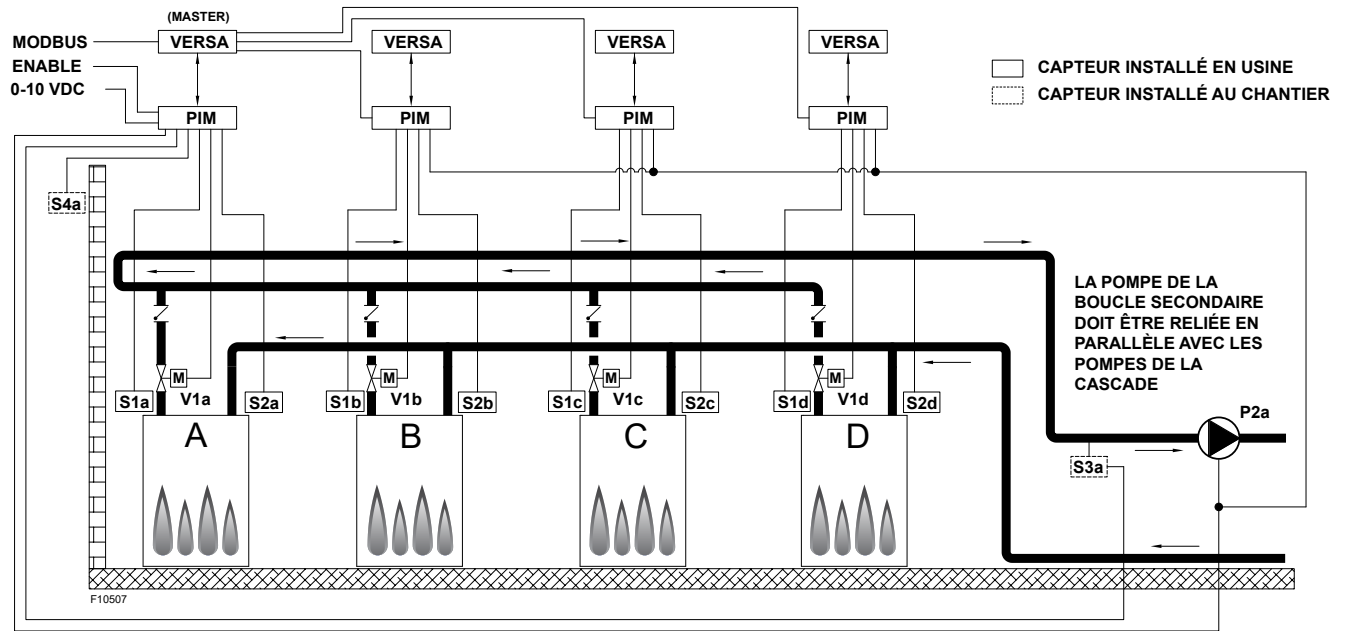 (MASTER)
MODBUS
VERSA
VERSA
VERSA
VERSA
ENABLE
0-10 VDC
PIM
PIM
PIM
PIM
CAPTEUR INSTALLÉ EN USINE
CAPTEUR INSTALLÉ AU CHANTIER
S4a
LA POMPE DE LA
BOUCLE SECONDAIRE
DOIT ÊTRE RELIÉE EN
PARALLÈLE AVEC LES
POMPES DE LA
CASCADE
M
M
M
M
S1a
V1a
S2a
S1b
V1b
S2b
S1c
V1c
S2c
S1d
V1d
S2d
P2a
A
B
C
D
S3a
F10507